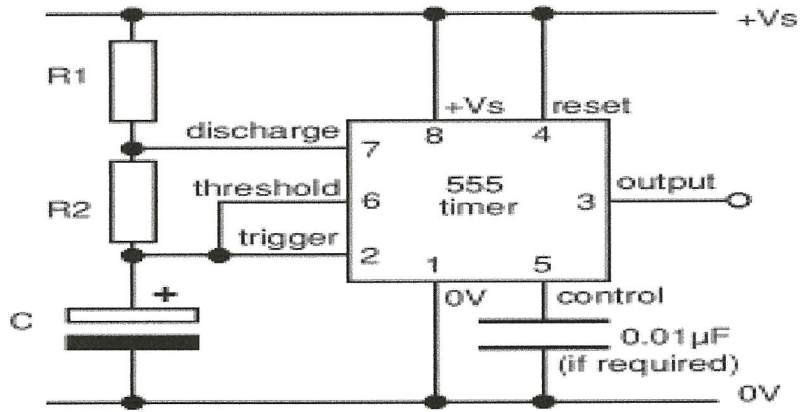 +Vs
R1
+Vs
reset
discharge
7
8
4
threshold
6
555
timer
3
output
R2
trigger
2
1
5
+
0V
control
C
0.01µF
(if required)
0V